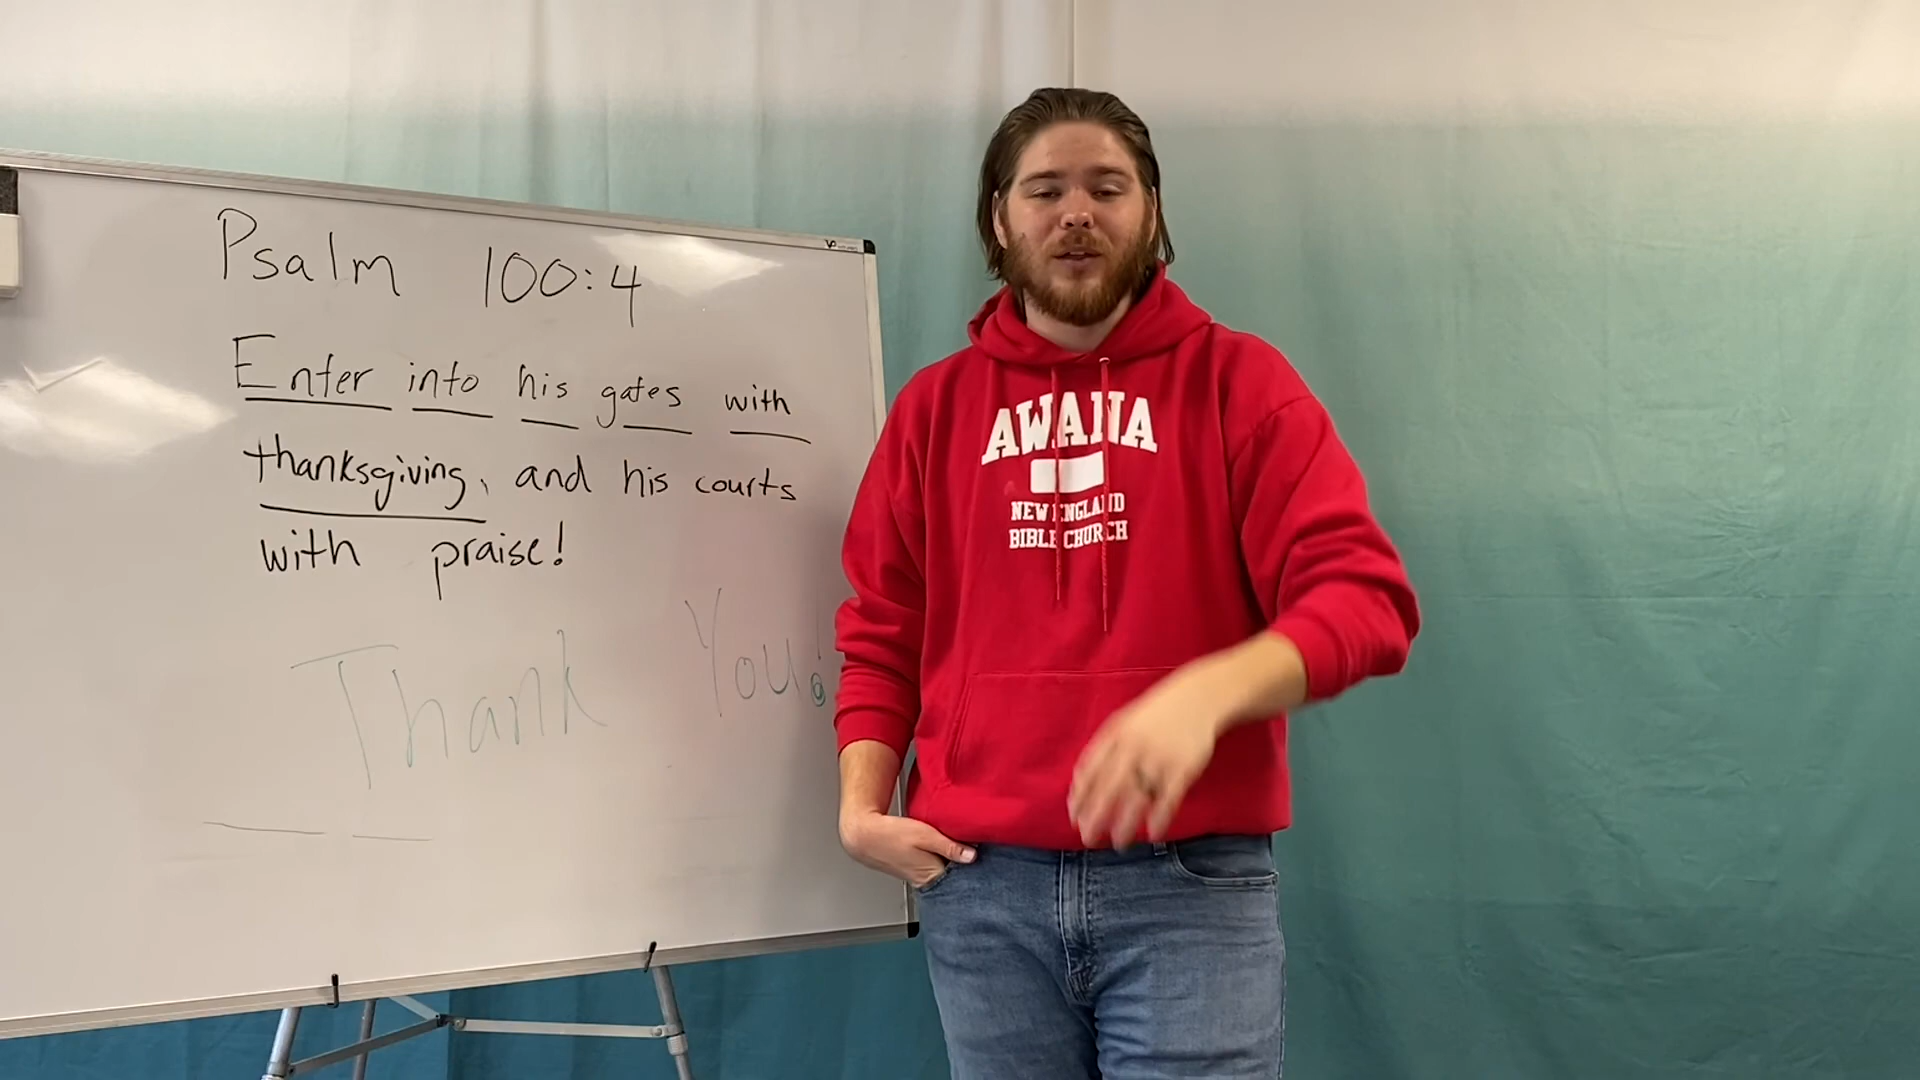 Psalm 100:4
Enter into his gates with
thanksgiving, and his courts
with praise!
Thank You!
AWANA
NEW ENGLAND
BIBLE CHURCH